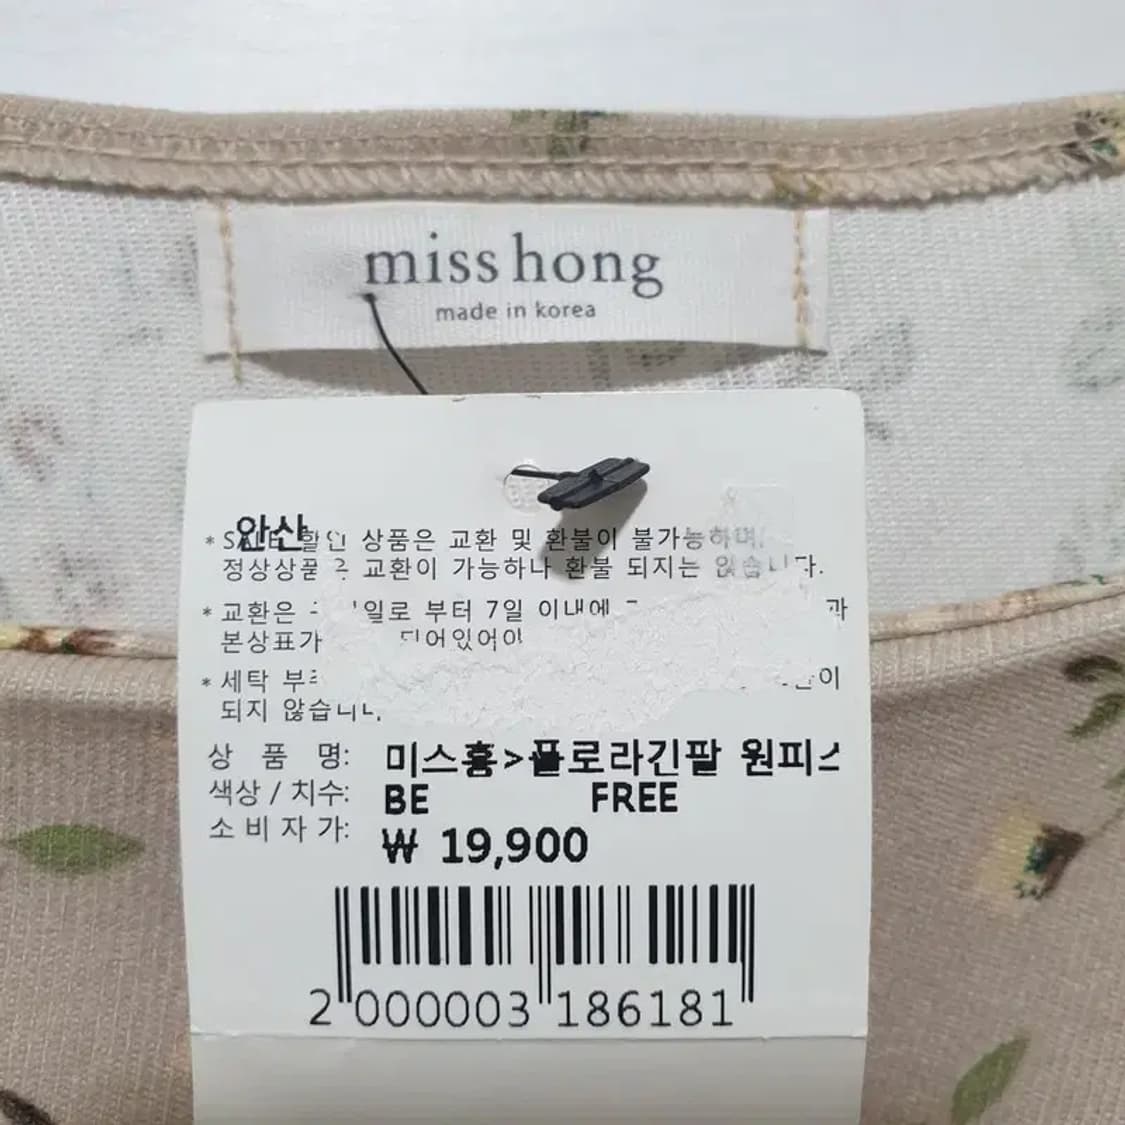 miss hong
made in korea
안산
* SALE 할인 상품은 교환 및 환불이 불가능하며,
정상상품은 교환이 가능하나 환불 되지는 않습니다.
* 교환은 일로 부터 7일 이내에 과
본상표가 되어있어야
* 세탁 이
되지 않습니다.
상 품 명: 미스홍>플로라긴팔 원피스
색상 / 치수: BE FREE
소 비 자 가: ₩ 19,900
2 000003 186181